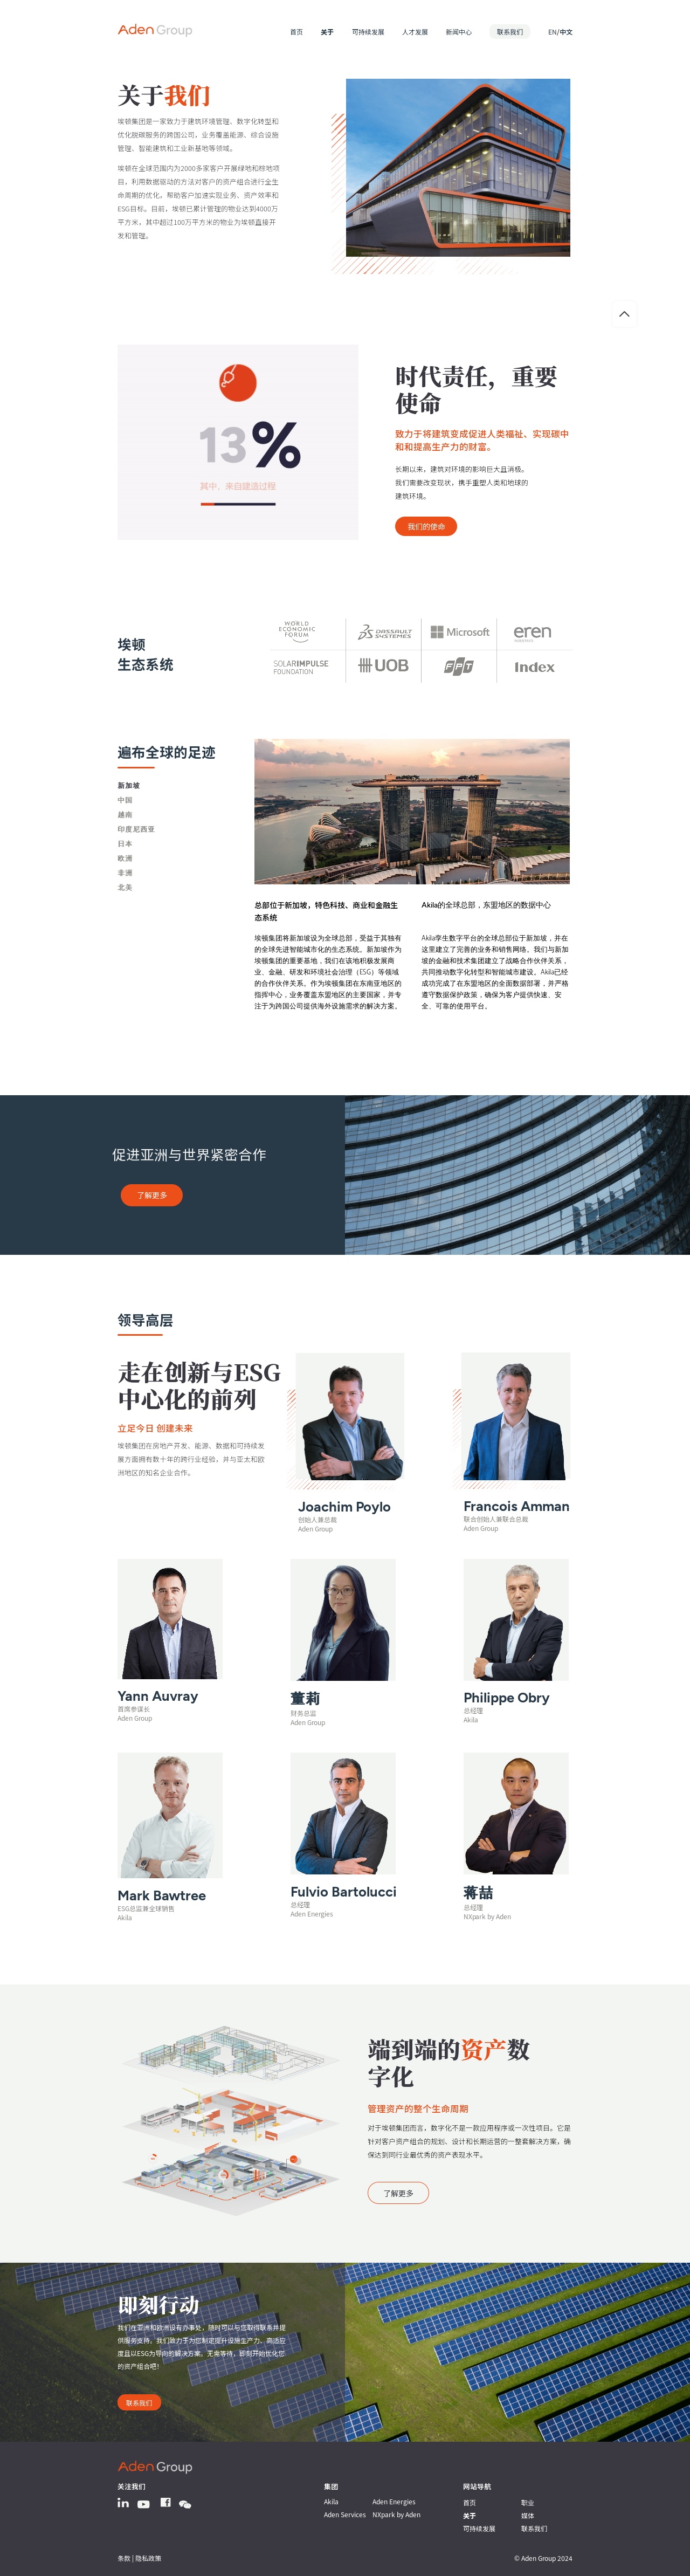 Aden Group
首页
关于
可持续发展
人才发展
新闻中心
联系我们
EN/中文
关于我们
埃顿集团是一家致力于建筑环境管理、数字化转型和
优化脱碳服务的跨国公司，业务覆盖能源、综合设施
管理、智能建筑和工业新基地等领域。
埃顿在全球范围内为2000多家客户开展绿地和棕地项
目，利用数据驱动的方法对客户的资产组合进行全生
命周期的优化，帮助客户加速实现业务、资产效率和
ESG目标。目前，埃顿已累计管理的物业达到4000万
平方米，其中超过100万平方米的物业为埃顿直接开
发和管理。
13%
其中，来自建造过程
时代责任，重要
使命
致力于将建筑变成促进人类福祉、实现碳中
和和提高生产力的财富。
长期以来，建筑对环境的影响巨大且消极。
我们需要改变现状，携手重塑人类和地球的
建筑环境。
我们的使命
埃顿
生态系统
WORLD
ECONOMIC
FORUM
DASSAULT
SYSTEMES
Microsoft
eren
SOLARIMPULSE
FOUNDATION
UOB
FPT
Index
遍布全球的足迹
新加坡
中国
越南
印度尼西亚
日本
欧洲
非洲
北美
总部位于新加坡，特色科技、商业和金融生
态系统
埃顿集团将新加坡设为全球总部，受益于其独有
的全球先进智能城市化的生态系统。新加坡作为
埃顿集团的重要基地，我们在该地积极发展商
业、金融、研发和环境社会治理（ESG）等领域
的合作伙伴关系。作为埃顿集团在东南亚地区的
指挥中心，业务覆盖东盟地区的主要国家，并专
注于为跨国公司提供海外设施需求的解决方案。
Akila的全球总部，东盟地区的数据中心
Akila孪生数字平台的全球总部位于新加坡，并在
这里建立了完善的业务和销售网络。我们与新加
坡的金融和技术集团建立了战略合作伙伴关系，
共同推动数字化转型和智能城市建设。Akila已经
成功完成了在东盟地区的全面数据部署，并严格
遵守数据保护政策，确保为客户提供快速、安
全、可靠的使用平台。
促进亚洲与世界紧密合作
了解更多
领导高层
走在创新与ESG
中心化的前列
立足今日 创建未来
埃顿集团在房地产开发、能源、数据和可持续发
展方面拥有数十年的跨行业经验，并与亚太和欧
洲地区的知名企业合作。
Joachim Poylo
创始人兼总裁
Aden Group
Francois Amman
联合创始人兼联合总裁
Aden Group
Yann Auvray
首席参谋长
Aden Group
董莉
财务总监
Aden Group
Philippe Obry
总经理
Akila
Mark Bawtree
ESG总监兼全球销售
Akila
Fulvio Bartolucci
总经理
Aden Energies
蒋喆
总经理
NXpark by Aden
端到端的资产数
字化
管理资产的整个生命周期
对于埃顿集团而言，数字化不是一款应用程序或一次性项目。它是
针对客户资产组合的规划、设计和长期运营的一整套解决方案，确
保达到同行业最优秀的资产表现水平。
了解更多
即刻行动
我们在亚洲和欧洲设有办事处，随时可以与您取得联系并提
供服务支持。我们致力于为您制定提升设施生产力、高适应
度且以ESG为导向的解决方案。无需等待，即刻开始优化您
的资产组合吧！
联系我们
Aden Group
关注我们
集团
Akila
Aden Energies
Aden Services
NXpark by Aden
网站导航
首页
职业
关于
媒体
可持续发展
联系我们
条款 | 隐私政策
© Aden Group 2024